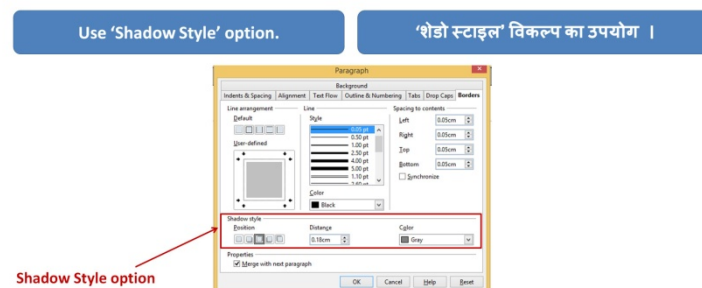 Use ‘Shadow Style’ option.
‘शेडो स्टाइल’ विकल्प का उपयोग ।
Paragraph
Background
Indents & Spacing Alignment Text Flow Outline & Numbering Tabs Drop Caps Borders
Line arrangement Line Spacing to contents
Default Style Left 0.05cm
0.05 pt
0.50 pt
User-defined 1.00 pt Right 0.05cm
2.50 pt
4.00 pt Top 0.05cm
5.00 pt
1.10 pt Bottom 0.05cm
2.60 pt
Synchronize
Color
Black
Shadow style
Position Distance Color
0.18cm Gray
Properties
Merge with next paragraph
OK Cancel Help Reset
Shadow Style option